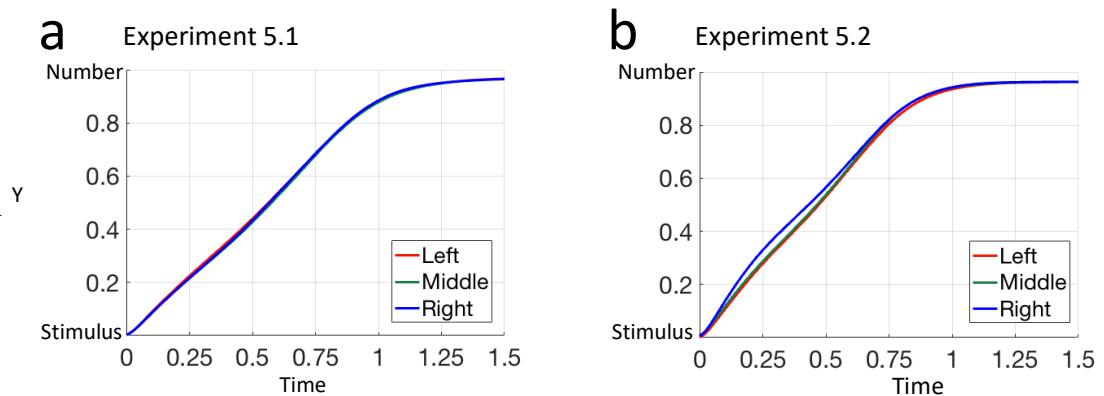 a Experiment 5.1
Number
0.8
0.6
Y
0.4
0.2
Stimulus
Left
Middle
Right
0 0.25 0.5 0.75 1 1.25 1.5
Time
b Experiment 5.2
Number
0.8
0.6
0.4
0.2
Stimulus
Left
Middle
Right
0 0.25 0.5 0.75 1 1.25 1.5
Time